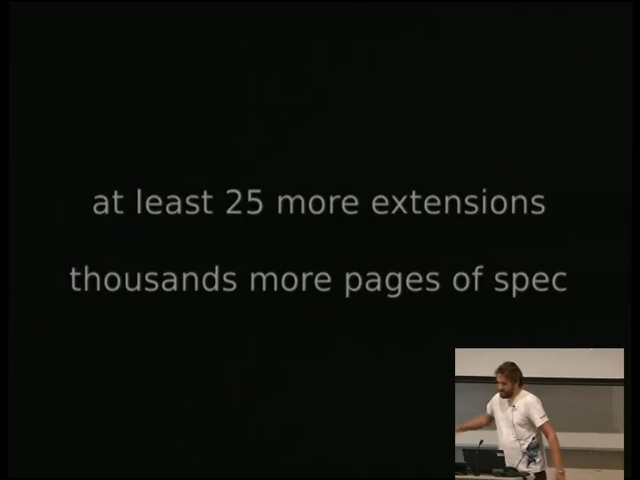 at least 25 more extensions
thousands more pages of spec